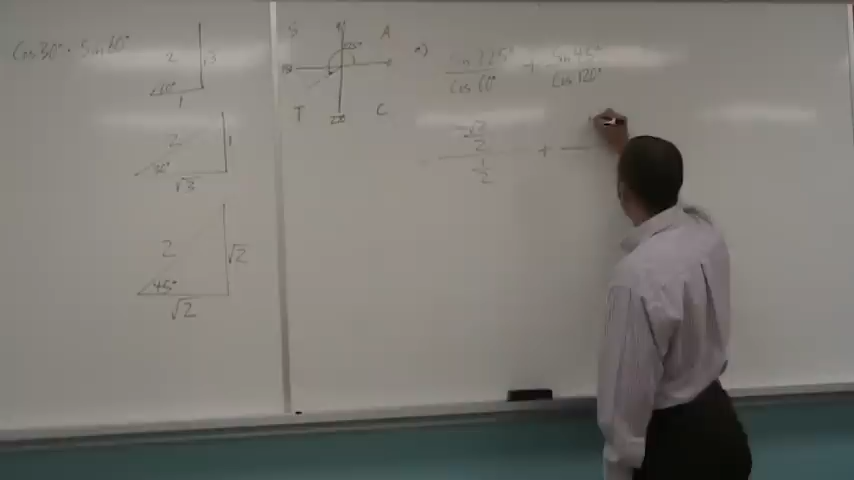 Cos 30° · Sin 60°
2 √3
60°
1
2 1
30°
√3
2 √2
45°
√2
S 90 A
180
T 270 C
e) Sin 225° / Cos 60° + Sin 45° / Cos 120°
-√2/2 / 1/2 +